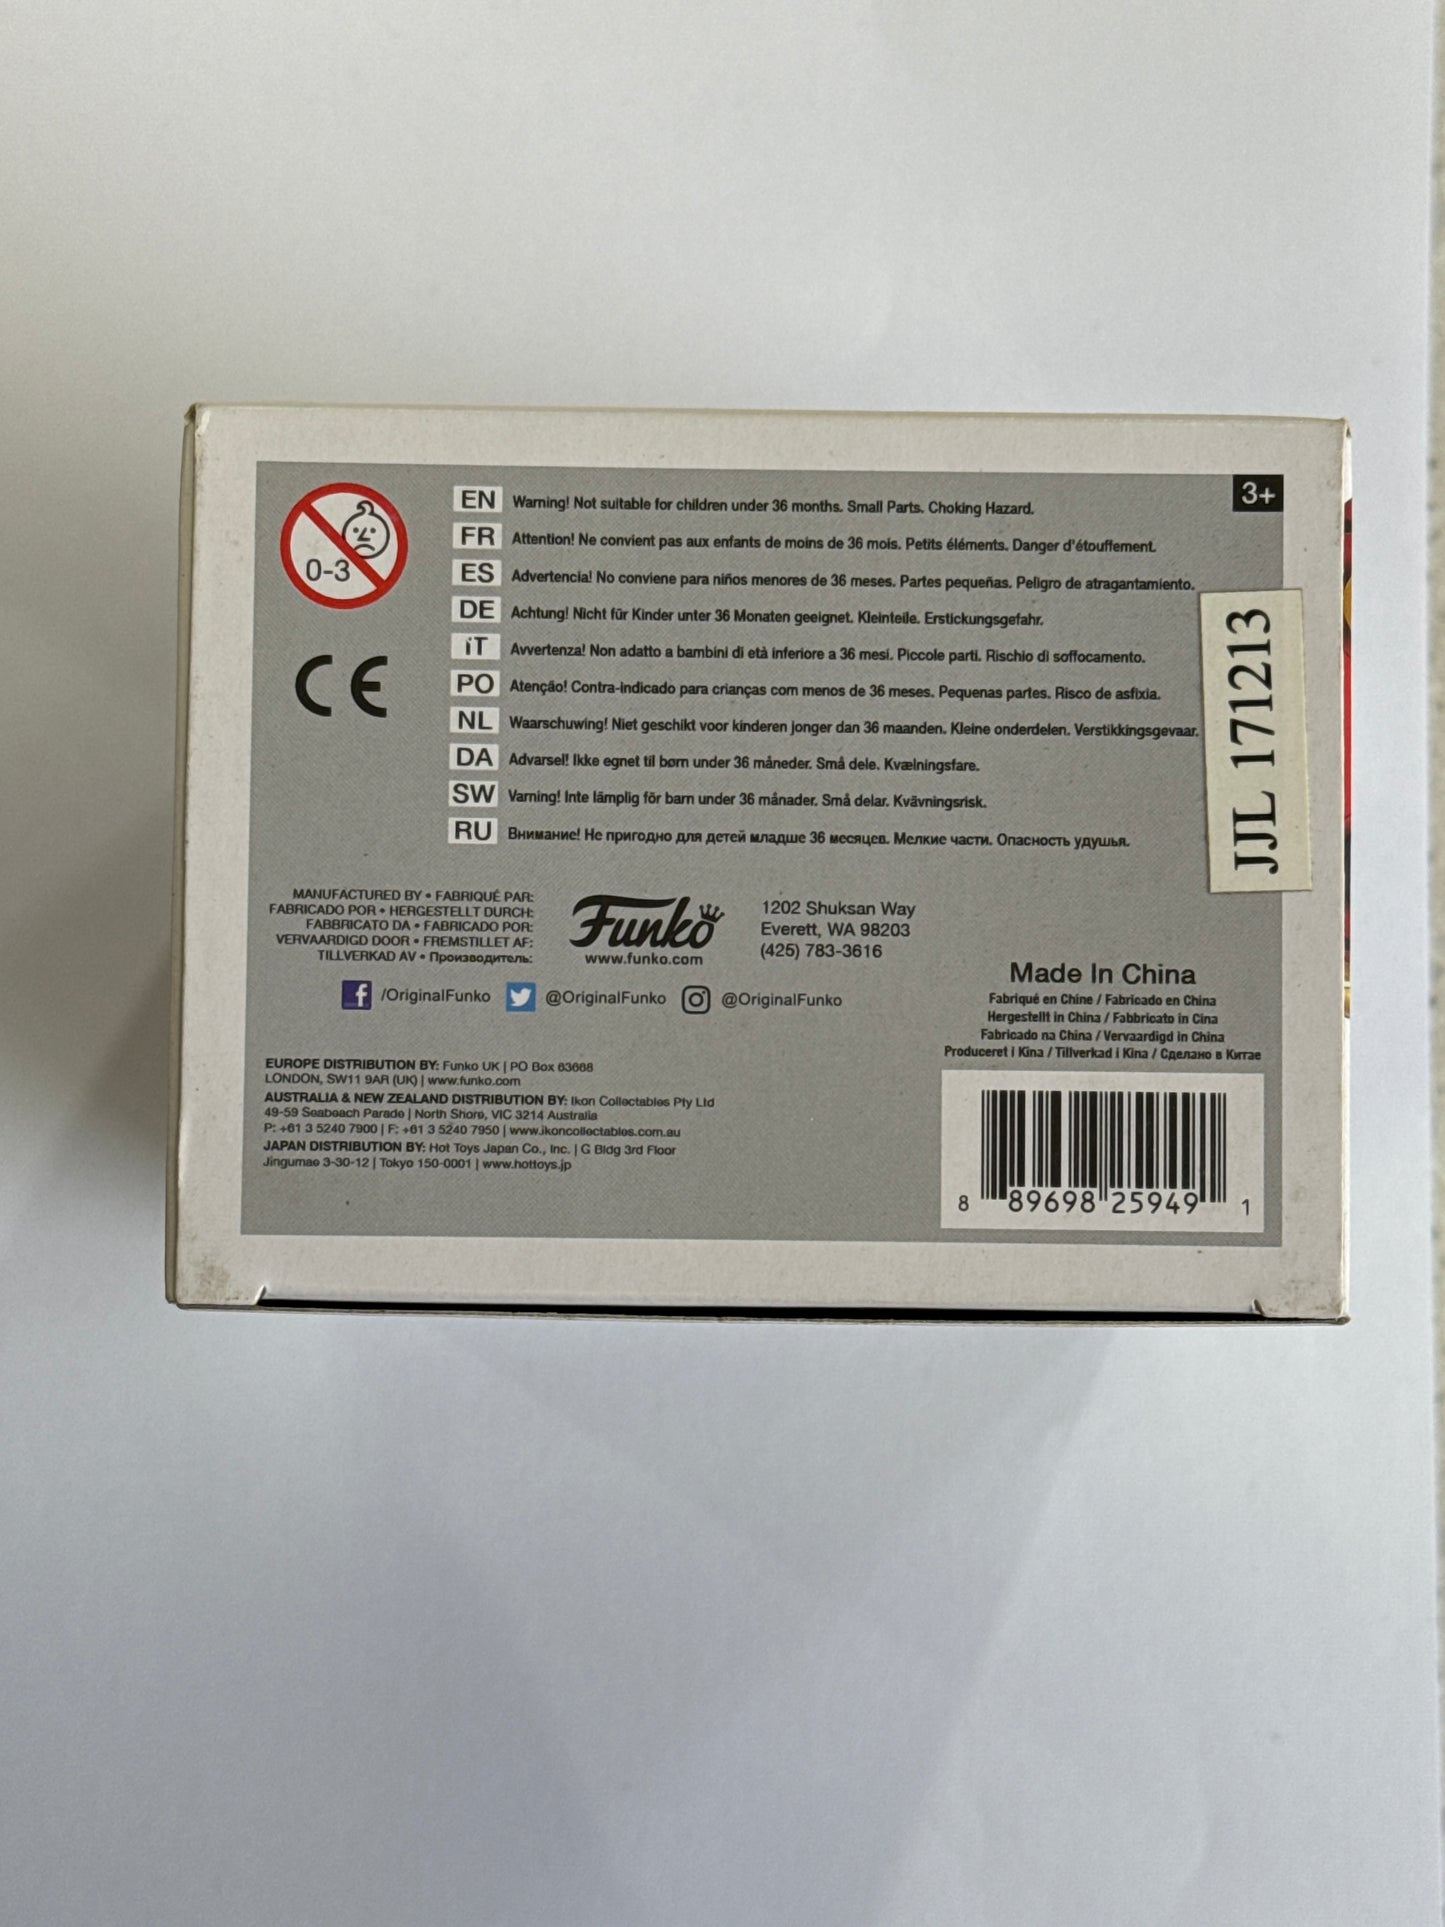 0-3
3+
EN Warning! Not suitable for children under 36 months. Small Parts. Choking Hazard.
FR Attention! Ne convient pas aux enfants de moins de 36 mois. Petits éléments. Danger d'étouffement.
ES Advertencia! No conviene para niños menores de 36 meses. Partes pequeñas. Peligro de atragantamiento.
DE Achtung! Nicht für Kinder unter 36 Monaten geeignet. Kleinteile. Erstickungsgefahr.
iT Avvertenza! Non adatto a bambini di età inferiore a 36 mesi. Piccole parti. Rischio di soffocamento.
PO Atenção! Contra-indicado para crianças com menos de 36 meses. Pequenas partes. Risco de asfixia.
NL Waarschuwing! Niet geschikt voor kinderen jonger dan 36 maanden. Kleine onderdelen. Verstikkingsgevaar.
DA Advarsel! Ikke egnet til børn under 36 måneder. Små dele. Kvælningsfare.
SW Varning! Inte lämplig för barn under 36 månader. Små delar. Kvävningsrisk.
RU Внимание! Не пригодно для детей младше 36 месяцев. Мелкие части. Опасность удушья.
CE
JJL 171213
MANUFACTURED BY • FABRIQUÉ PAR:
FABRICADO POR • HERGESTELLT DURCH:
FABBRICATO DA • FABRICADO POR:
VERVAARDIGD DOOR • FREMSTILLET AF:
TILLVERKAD AV • Производитель:
Funko
www.funko.com
1202 Shuksan Way
Everett, WA 98203
(425) 783-3616
/OriginalFunko @OriginalFunko @OriginalFunko
Made In China
Fabriqué en Chine / Fabricado en China
Hergestellt in China / Fabbricato in Cina
Fabricado na China / Vervaardigd in China
Produceret i Kina / Tillverkad i Kina / Сделано в Китае
EUROPE DISTRIBUTION BY: Funko UK | PO Box 63668
LONDON, SW11 9AR (UK) | www.funko.com
AUSTRALIA & NEW ZEALAND DISTRIBUTION BY: Ikon Collectables Pty Ltd
49-59 Seabeach Parade | North Shore, VIC 3214 Australia
P: +61 3 5240 7900 | F: +61 3 5240 7950 | www.ikoncollectables.com.au
JAPAN DISTRIBUTION BY: Hot Toys Japan Co., Inc. | G Bldg 3rd Floor
Jingumae 3-30-12 | Tokyo 150-0001 | www.hottoys.jp
8 89698 25949 1